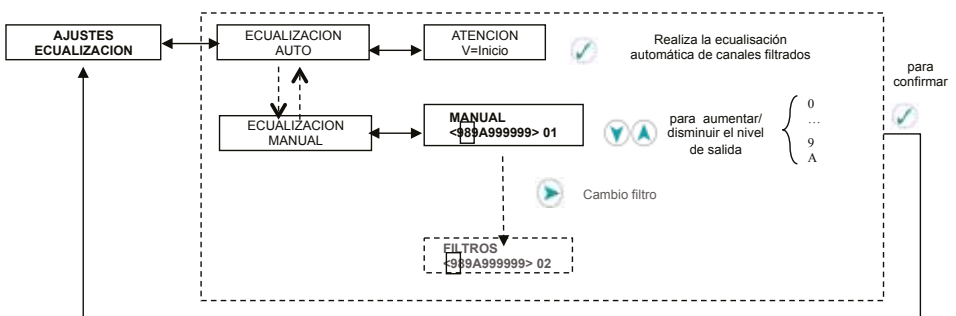 AJUSTES
ECUALIZACION
ECUALIZACION
AUTO
ATENCION
V=Inicio
Realiza la ecualisación
automática de canales filtrados
para
confirmar
ECUALIZACION
MANUAL
MANUAL
<989A999999> 01
para aumentar/
disminuir el nivel
de salida
0
...
9
A
Cambio filtro
FILTROS
<989A999999> 02